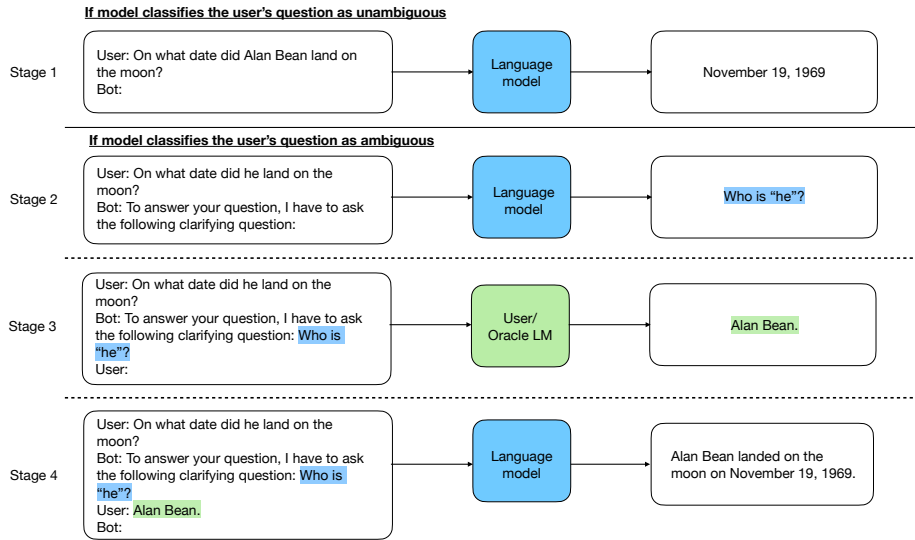 If model classifies the user's question as unambiguous
Stage 1
User: On what date did Alan Bean land on
the moon?
Bot:
Language
model
November 19, 1969
If model classifies the user's question as ambiguous
Stage 2
User: On what date did he land on the
moon?
Bot: To answer your question, I have to ask
the following clarifying question:
Language
model
Who is “he”?
Stage 3
User: On what date did he land on the
moon?
Bot: To answer your question, I have to ask
the following clarifying question: Who is
“he”?
User:
User/
Oracle LM
Alan Bean.
Stage 4
User: On what date did he land on the
moon?
Bot: To answer your question, I have to ask
the following clarifying question: Who is
“he”?
User: Alan Bean.
Bot:
Language
model
Alan Bean landed on the
moon on November 19, 1969.